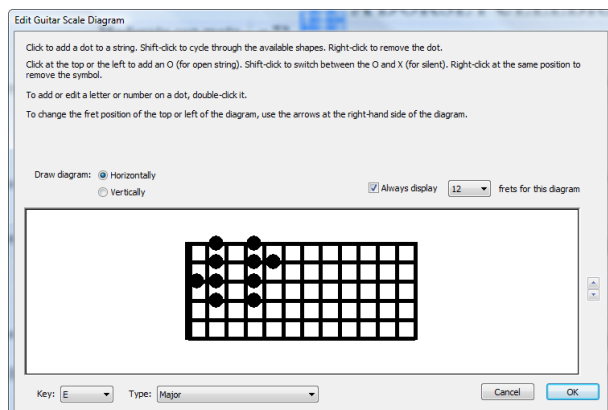 Edit Guitar Scale Diagram
Click to add a dot to a string. Shift-click to cycle through the available shapes. Right-click to remove the dot.
Click at the top or the left to add an O (for open string). Shift-click to switch between the O and X (for silent). Right-click at the same position to
remove the symbol.
To add or edit a letter or number on a dot, double-click it.
To change the fret position of the top or left of the diagram, use the arrows at the right-hand side of the diagram.
Draw diagram: Horizontally
Vertically
Always display 12 frets for this diagram
Key: E Type: Major Cancel OK